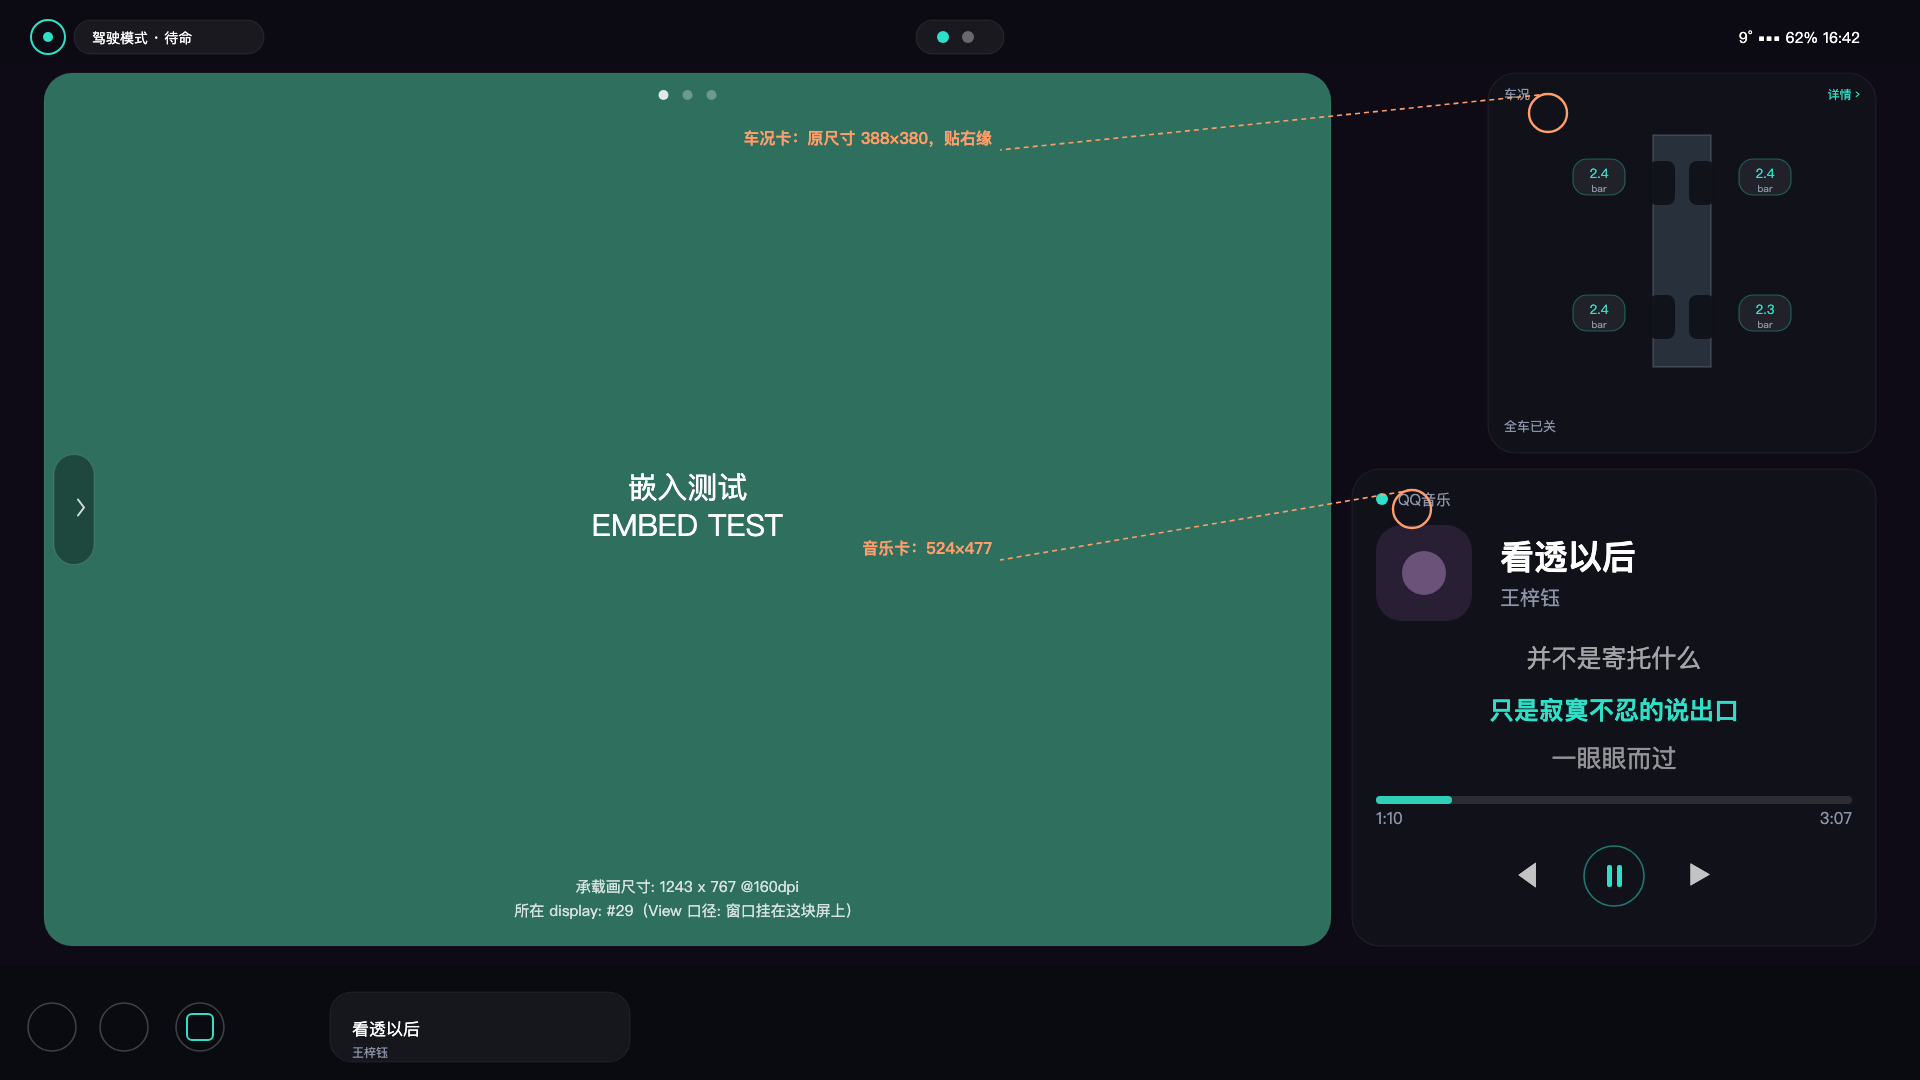 驾驶模式 · 待命
9° ▪▪▪ 62% 16:42
车况卡：原尺寸 388×380，贴右缘
车况
详情 ›
2.4
bar
2.4
bar
2.4
bar
2.3
bar
全车已关
嵌入测试
EMBED TEST
音乐卡：524×477
承载画尺寸: 1243 x 767 @160dpi
所在 display: #29（View 口径: 窗口挂在这块屏上）
QQ音乐
看透以后
王梓钰
并不是寄托什么
只是寂寞不忍的说出口
一眼眼而过
1:10
3:07
看透以后
王梓钰